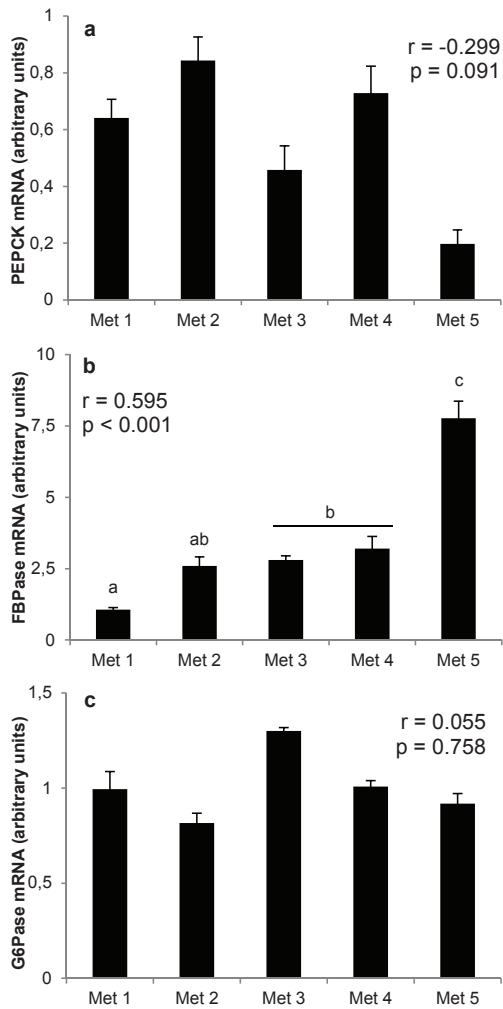 a
r = -0.299
p = 0.091
PEPCK mRNA (arbitrary units)
1
0,8
0,6
0,4
0,2
0
Met 1 Met 2 Met 3 Met 4 Met 5
b
r = 0.595
p < 0.001
FBPase mRNA (arbitrary units)
10
7,5
5
2,5
0
a
ab
b
c
Met 1 Met 2 Met 3 Met 4 Met 5
c
r = 0.055
p = 0.758
G6Pase mRNA (arbitrary units)
1,5
1
0,5
0
Met 1 Met 2 Met 3 Met 4 Met 5